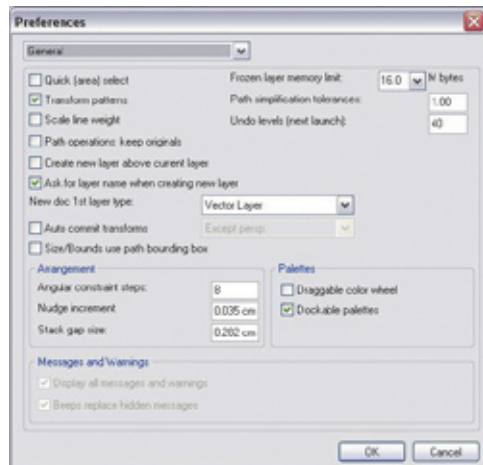 Preferences
General
Quick (area) select
Frozen layer memory limit:
16.0
M bytes
Transform patterns
Path simplification tolerances:
1.00
Scale line weight
Undo levels (next launch):
40
Path operations: keep originals
Create new layer above current layer
Ask for layer name when creating new layer
New doc 1st layer type:
Vector Layer
Auto commit transforms
Except persp.
Size/Bounds use path bounding box
Arrangement
Palettes
Angular constraint steps:
8
Draggable color wheel
Nudge increment
0.035 cm
Dockable palettes
Stack gap size:
0.282 cm
Messages and Warnings
Display all messages and warnings
Beeps replace hidden messages
OK
Cancel